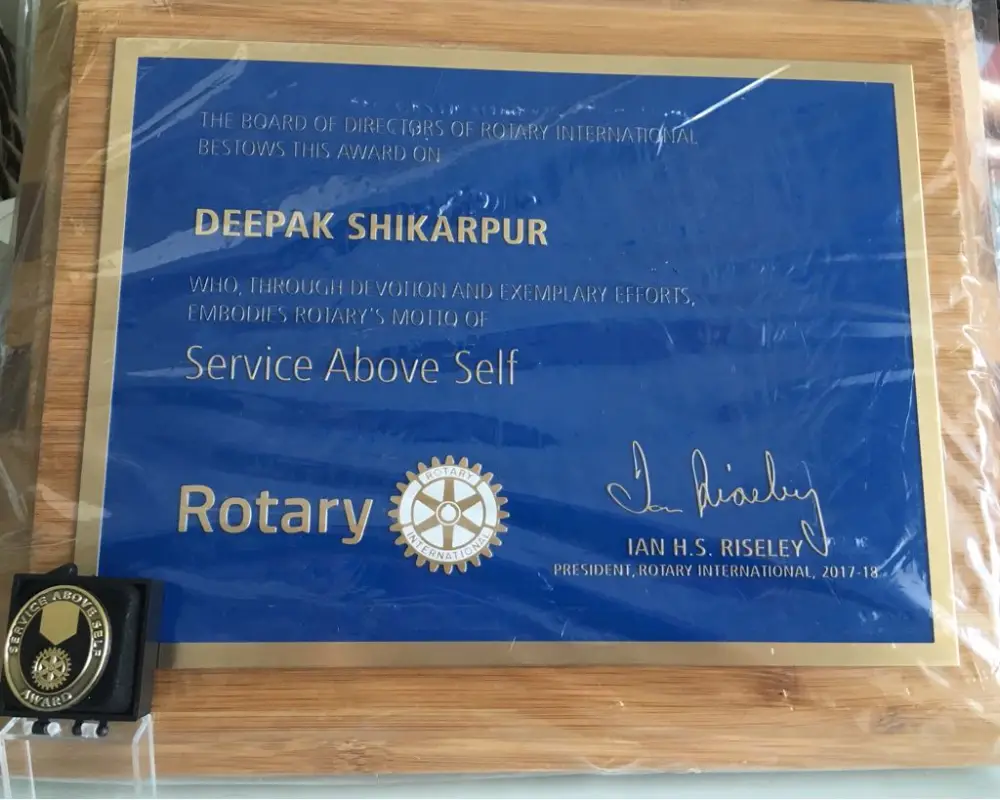 THE BOARD OF DIRECTORS OF ROTARY INTERNATIONAL
BESTOWS THIS AWARD ON
DEEPAK SHIKARPUR
WHO, THROUGH DEVOTION AND EXEMPLARY EFFORTS,
EMBODIES ROTARY'S MOTTO OF
Service Above Self
Rotary
ROTARY
INTERNATIONAL
Ian Riseley
IAN H.S. RISELEY
PRESIDENT, ROTARY INTERNATIONAL, 2017-18
SERVICE ABOVE SELF
AWARD